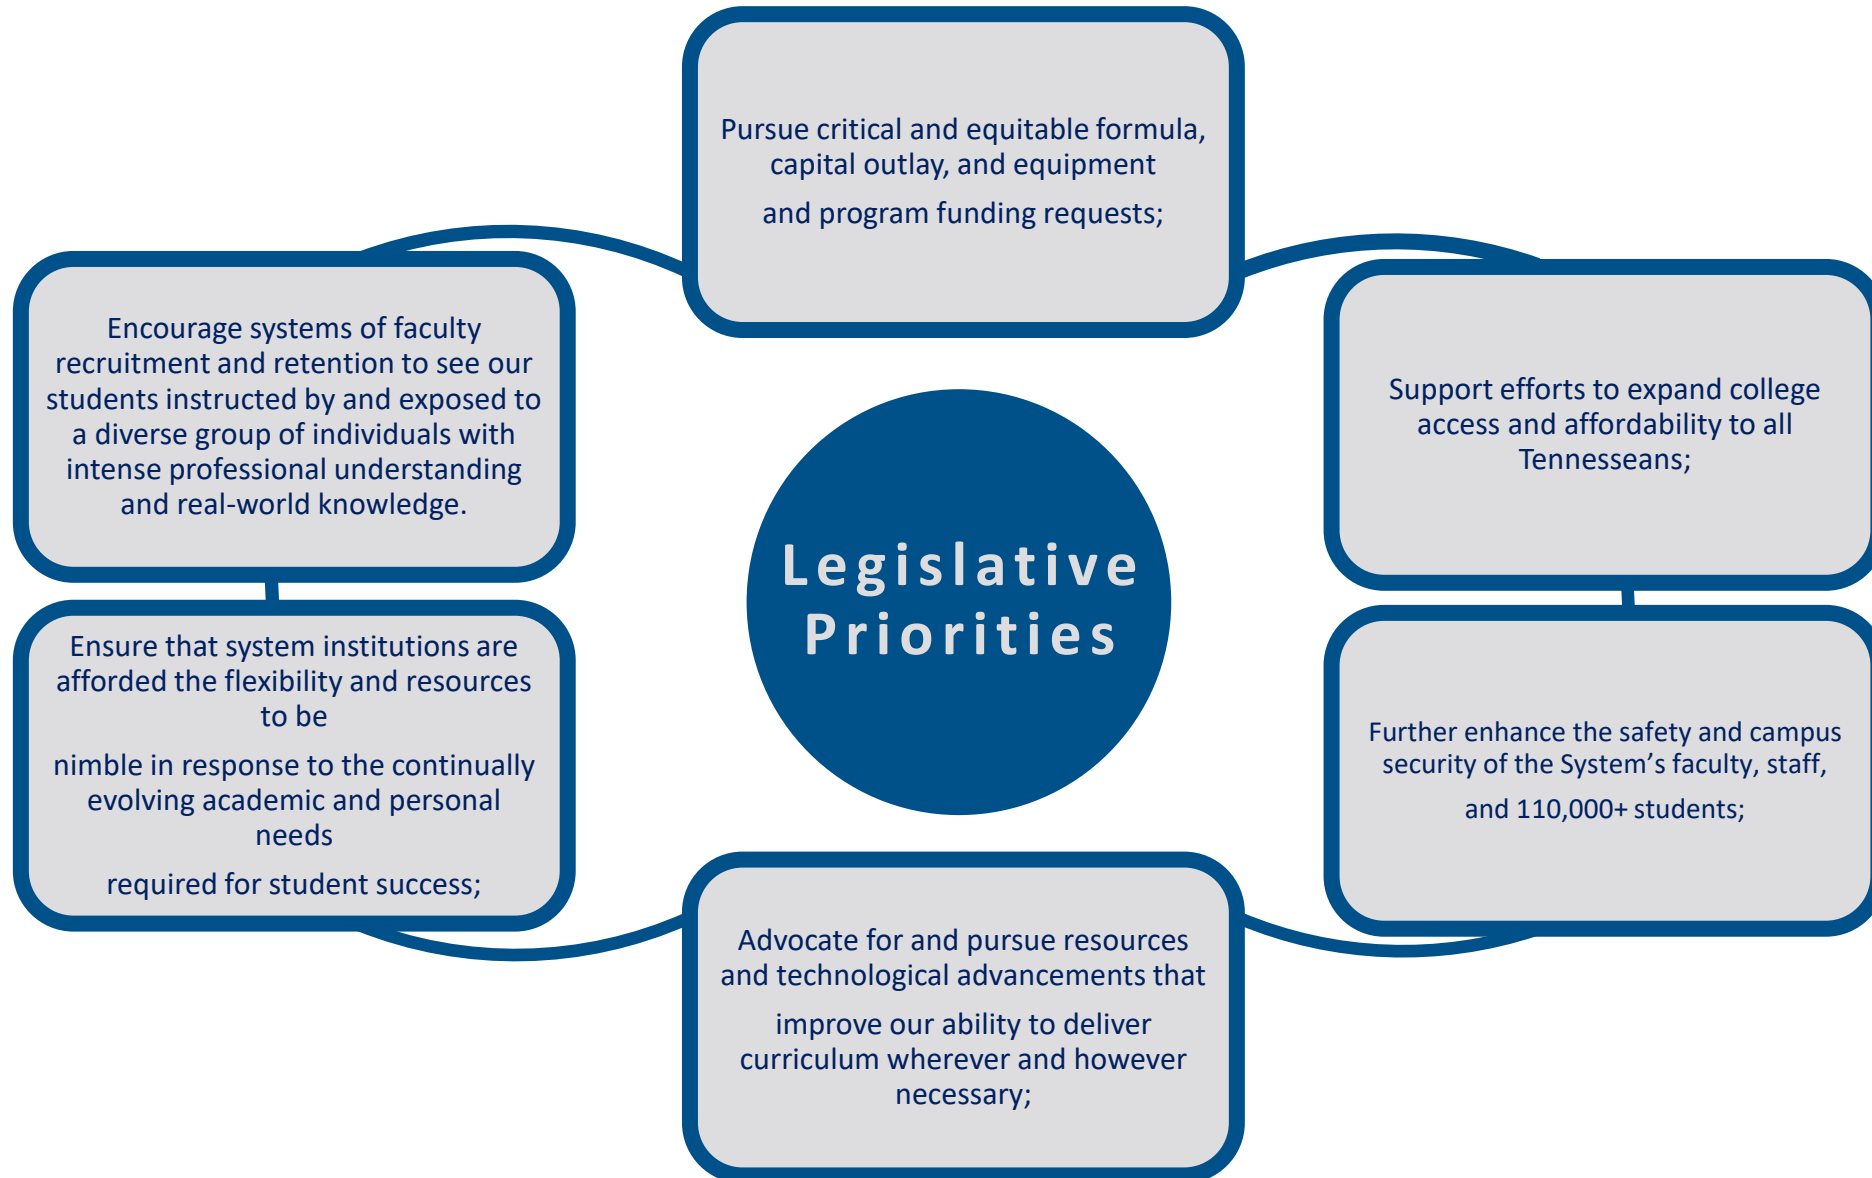 Pursue critical and equitable formula,
capital outlay, and equipment
and program funding requests;
Support efforts to expand college
access and affordability to all
Tennesseans;
Further enhance the safety and campus
security of the System’s faculty, staff,
and 110,000+ students;
Advocate for and pursue resources
and technological advancements that
improve our ability to deliver
curriculum wherever and however
necessary;
Ensure that system institutions are
afforded the flexibility and resources
to be
nimble in response to the continually
evolving academic and personal
needs
required for student success;
Encourage systems of faculty
recruitment and retention to see our
students instructed by and exposed to
a diverse group of individuals with
intense professional understanding
and real-world knowledge.
Legislative
Priorities